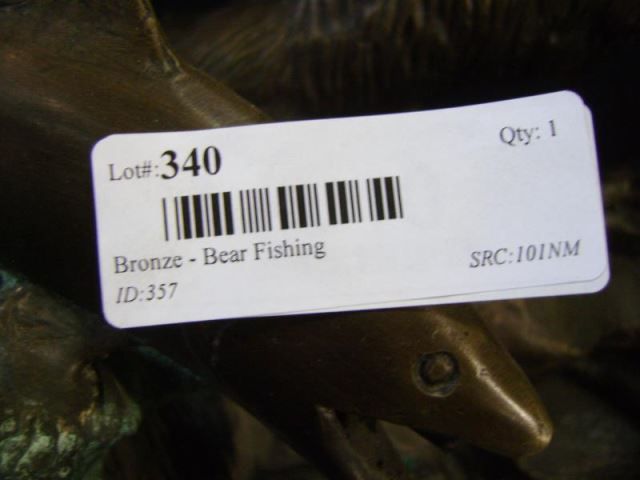 Lot#:340
Qty: 1
Bronze - Bear Fishing
ID:357
SRC:101NM